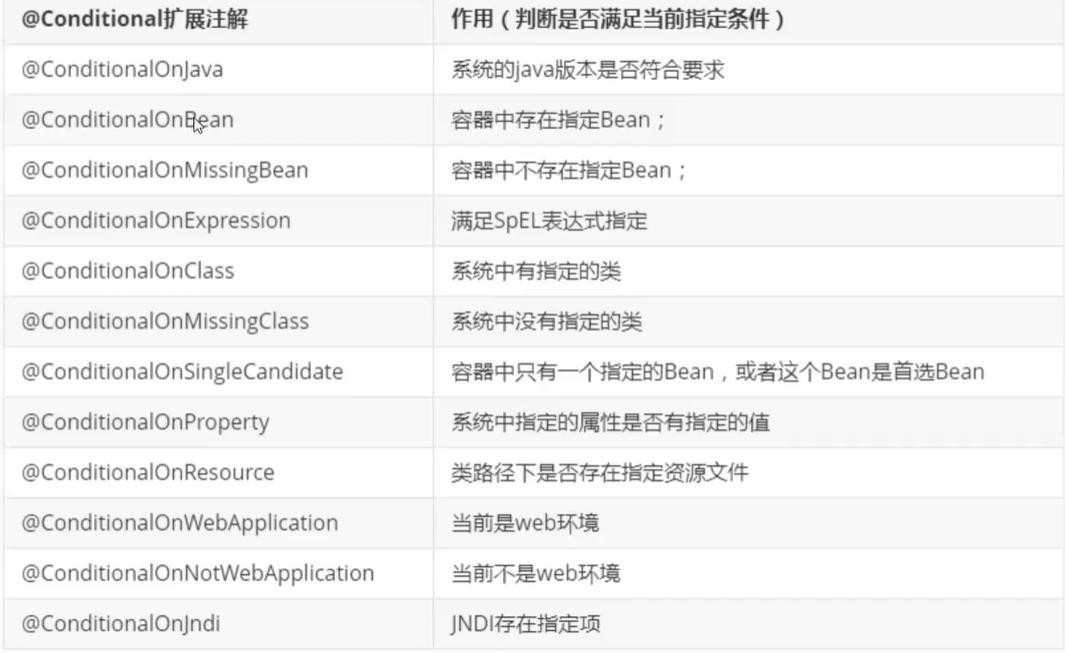 @Conditional扩展注解 作用（判断是否满足当前指定条件）
@ConditionalOnJava 系统的java版本是否符合要求
@ConditionalOnBean 容器中存在指定Bean；
@ConditionalOnMissingBean 容器中不存在指定Bean；
@ConditionalOnExpression 满足SpEL表达式指定
@ConditionalOnClass 系统中有指定的类
@ConditionalOnMissingClass 系统中没有指定的类
@ConditionalOnSingleCandidate 容器中只有一个指定的Bean，或者这个Bean是首选Bean
@ConditionalOnProperty 系统中指定的属性是否有指定的值
@ConditionalOnResource 类路径下是否存在指定资源文件
@ConditionalOnWebApplication 当前是web环境
@ConditionalOnNotWebApplication 当前不是web环境
@ConditionalOnJndi JNDI存在指定项